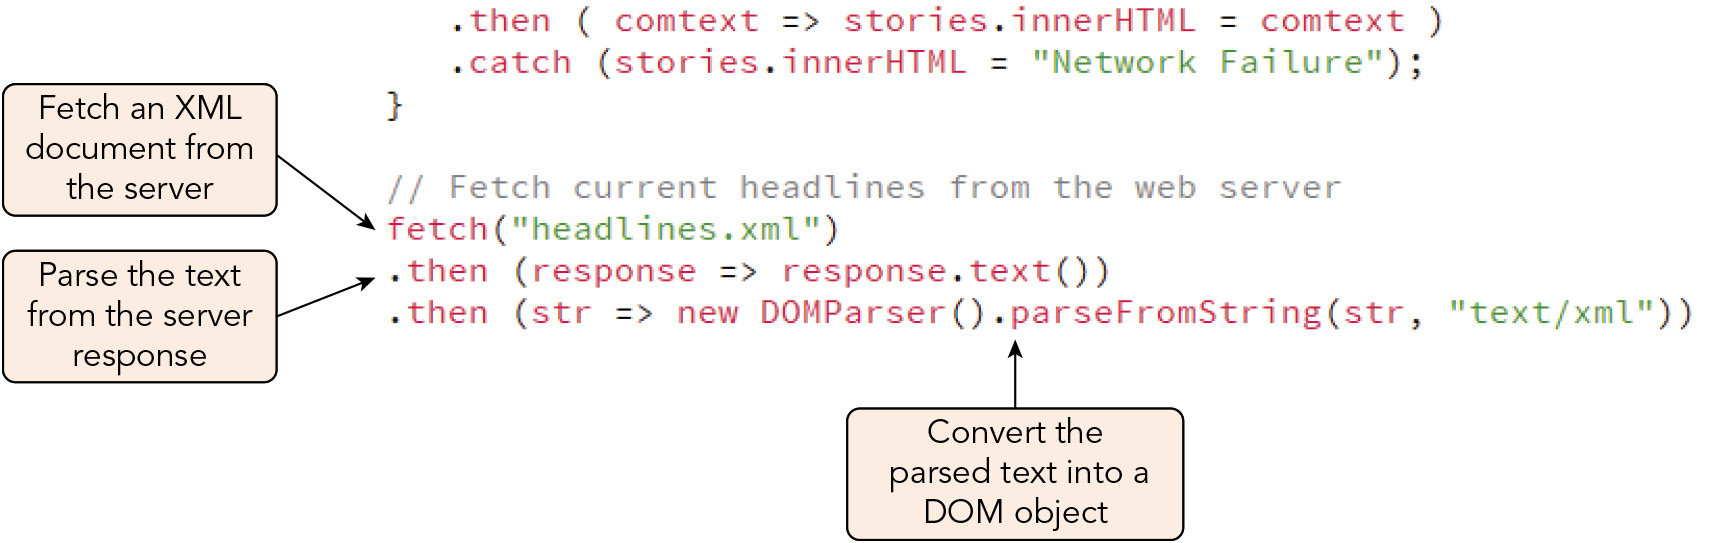 .then ( comtext => stories.innerHTML = comtext )
.catch (stories.innerHTML = "Network Failure");
}
Fetch an XML
document from
the server
// Fetch current headlines from the web server
fetch("headlines.xml")
.then (response => response.text())
.then (str => new DOMParser().parseFromString(str, "text/xml"))
Parse the text
from the server
response
Convert the
parsed text into a
DOM object